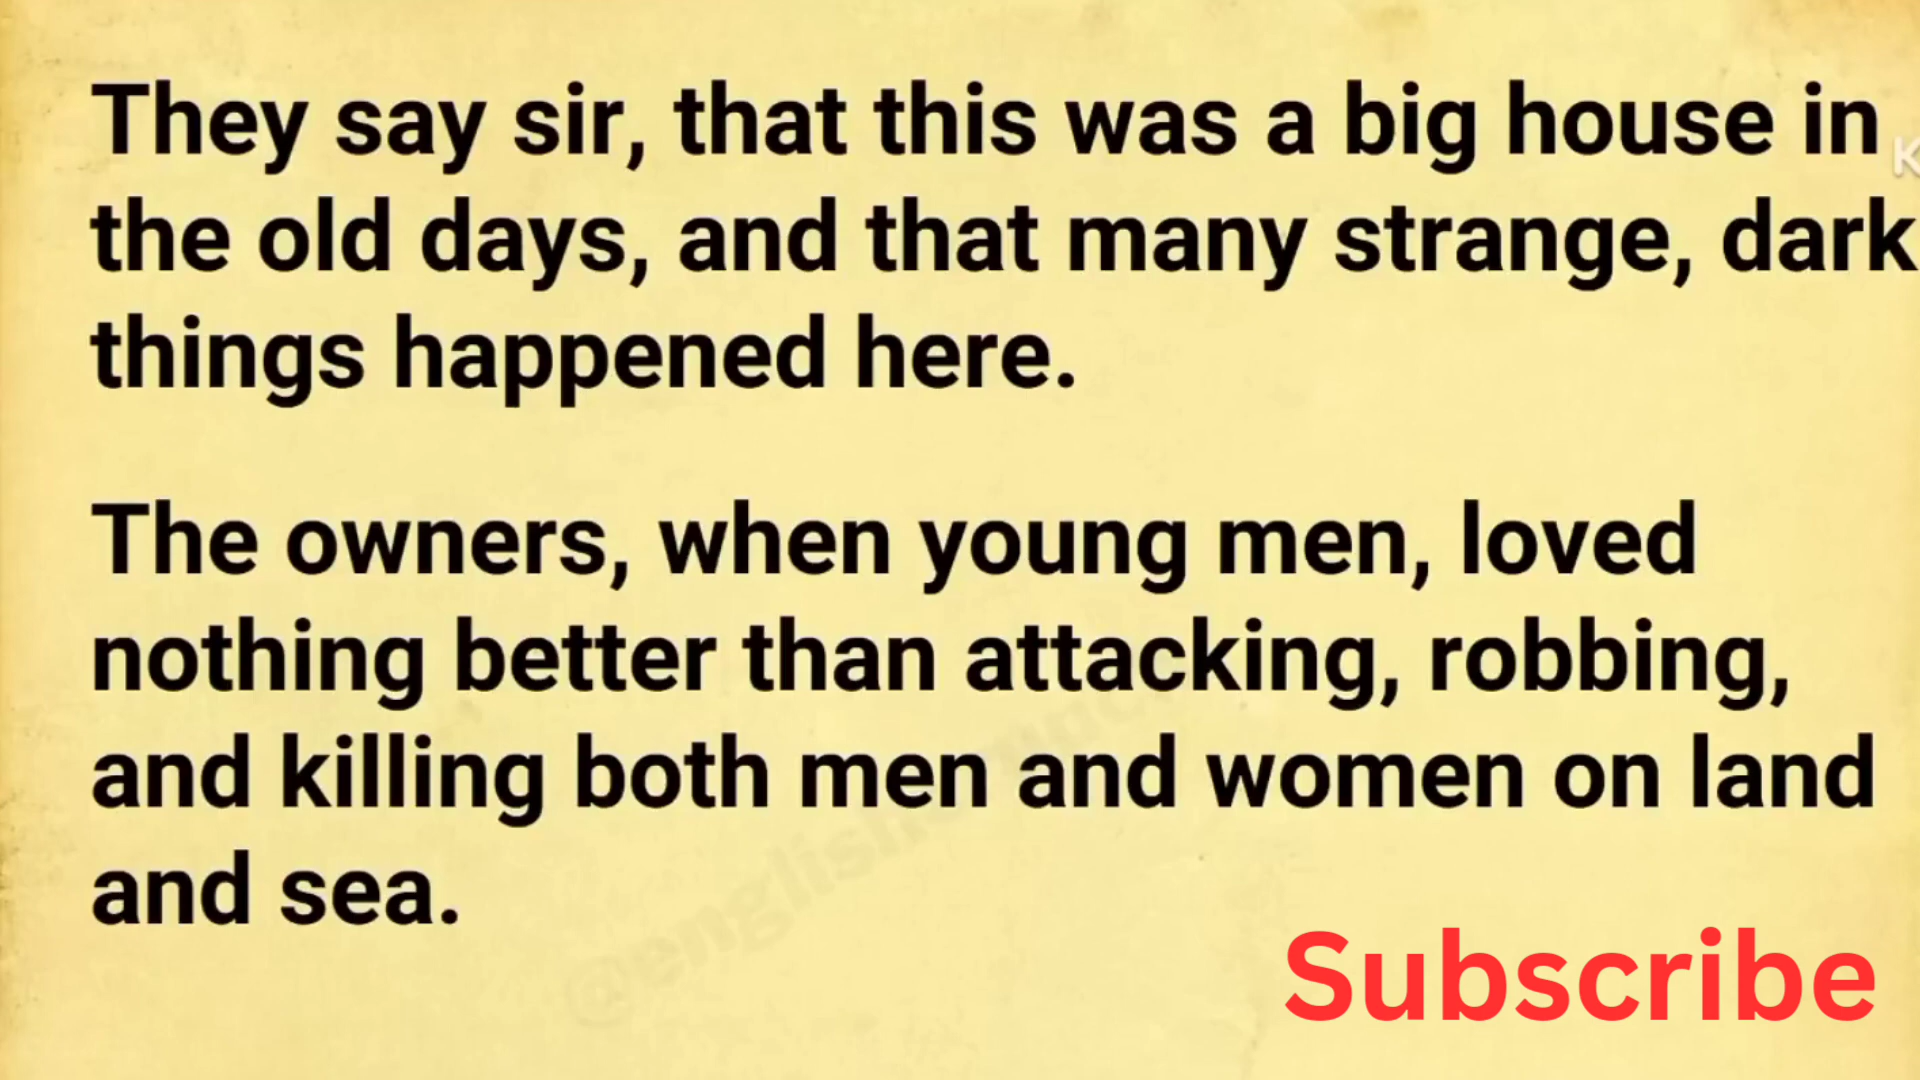 They say sir, that this was a big house in
the old days, and that many strange, dark
things happened here.
The owners, when young men, loved
nothing better than attacking, robbing,
and killing both men and women on land
and sea.
Subscribe